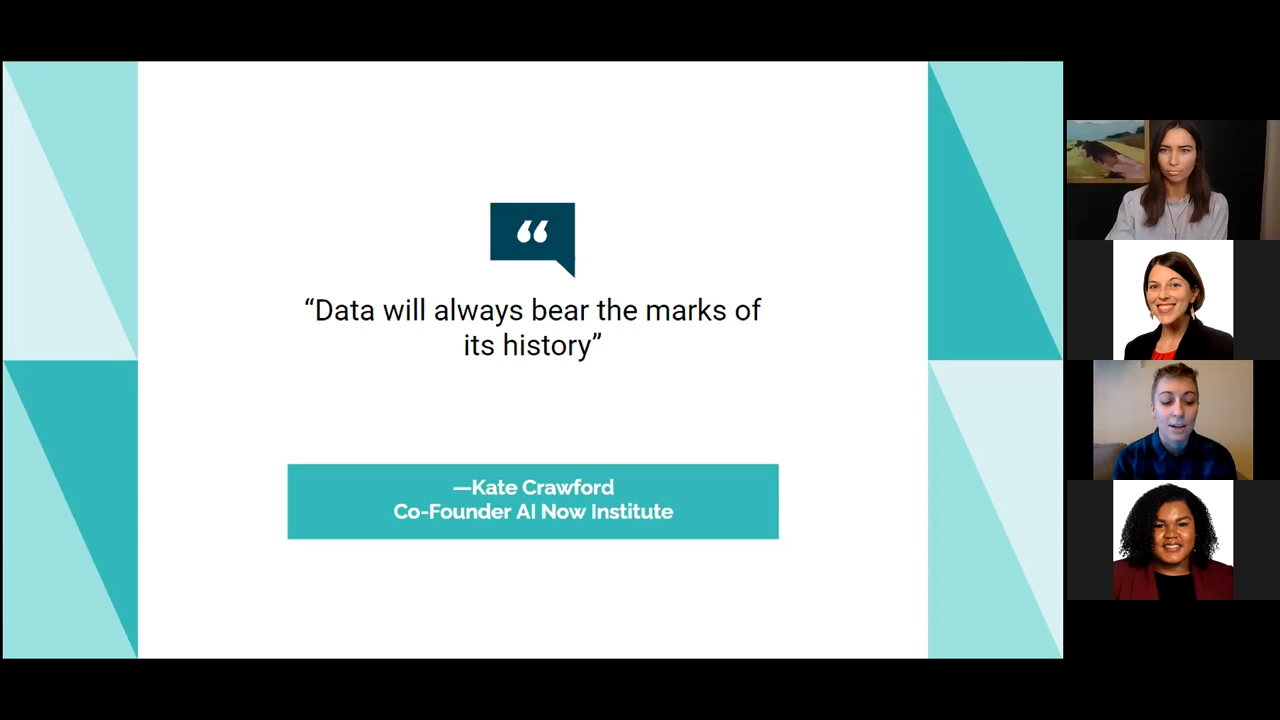 “
“Data will always bear the marks of
its history”
—Kate Crawford
Co-Founder AI Now Institute